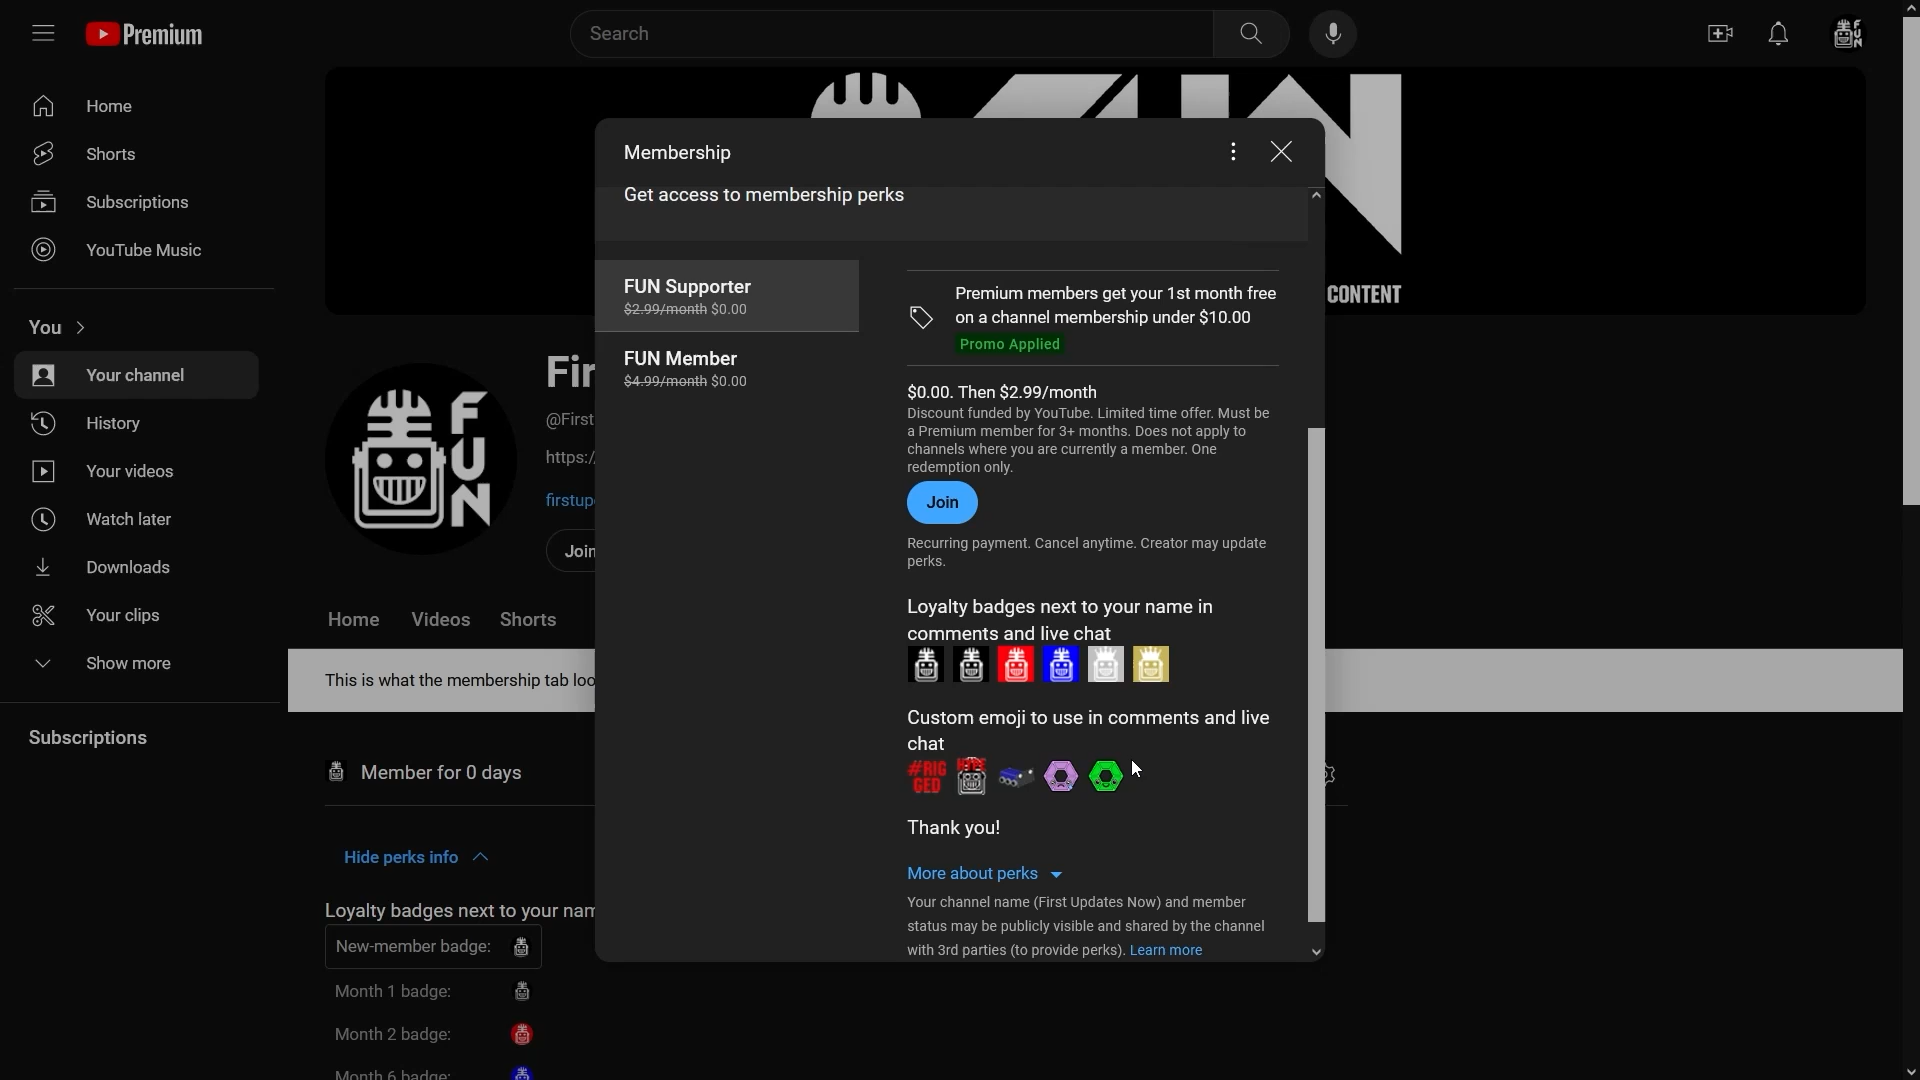 Premium
Search
FUN
Home
Shorts
Subscriptions
YouTube Music
You
Your channel
History
Your videos
Watch later
Downloads
Your clips
Show more
Subscriptions
CONTENT
FUN
Fir
@First
https:/
firstup
Join
Home Videos Shorts
This is what the membership tab loo
Member for 0 days
Hide perks info
Loyalty badges next to your nam
New-member badge:
Month 1 badge:
Month 2 badge:
Month 6 badge:
Membership
Get access to membership perks
FUN Supporter
$2.99/month $0.00
FUN Member
$4.99/month $0.00
Premium members get your 1st month free
on a channel membership under $10.00
Promo Applied
$0.00. Then $2.99/month
Discount funded by YouTube. Limited time offer. Must be
a Premium member for 3+ months. Does not apply to
channels where you are currently a member. One
redemption only.
Join
Recurring payment. Cancel anytime. Creator may update
perks.
Loyalty badges next to your name in
comments and live chat
Custom emoji to use in comments and live
chat
#RIG
GED
HYPE
Thank you!
More about perks
Your channel name (First Updates Now) and member
status may be publicly visible and shared by the channel
with 3rd parties (to provide perks). Learn more